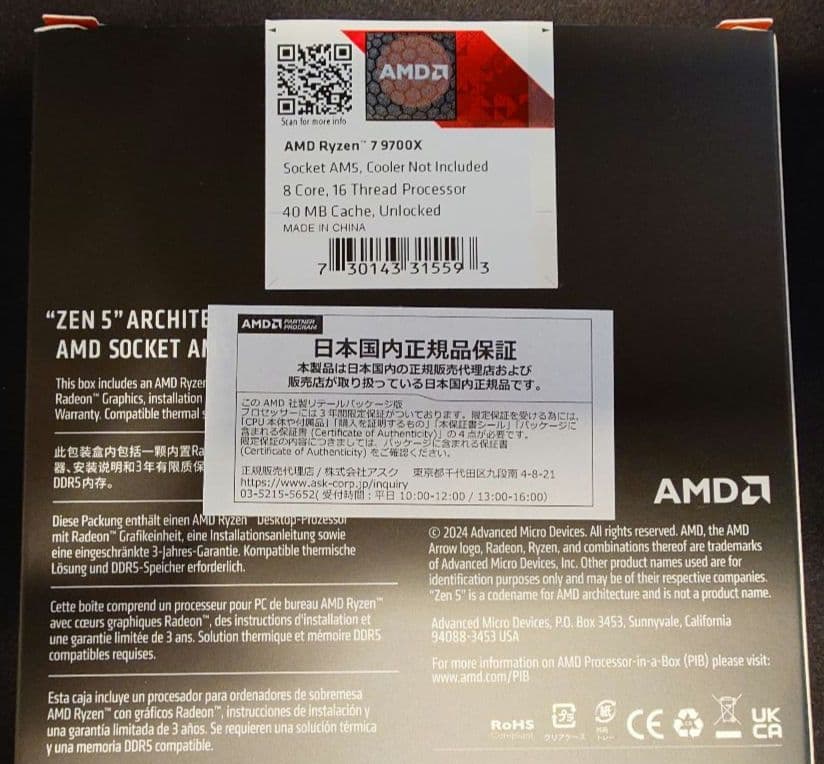 Scan for more info
AMD
AMD Ryzen™ 7 9700X
Socket AM5, Cooler Not Included
8 Core, 16 Thread Processor
40 MB Cache, Unlocked
MADE IN CHINA
7 30143 31559 3
“ZEN 5” ARCHITE
AMD SOCKET AM
This box includes an AMD Ryzen
Radeon™ Graphics, installation
Warranty. Compatible thermal s
此包装盒内包括一颗内置Ra
器、安装说明和3年有限质保
DDR5内存。
AMD PARTNER PROGRAM
日本国内正規品保証
本製品は日本国内の正規販売代理店および
販売店が取り扱っている日本国内正規品です。
この AMD 社製リテールパッケージ版
プロセッサーには 3 年間限定保証がついております。限定保証を受ける為には、
「CPU 本体や付属品」「購入を証明するもの」「本保証書シール」「パッケージに
含まれる保証書 (Certificate of Authenticity)」の 4 点が必要です。
限定保証の内容につきましては、パッケージに含まれる保証書
(Certificate of Authenticity) をご確認ください。
正規販売代理店 / 株式会社アスク 東京都千代田区九段南 4-8-21
https://www.ask-corp.jp/inquiry
03-5215-5652( 受付時間：平日 10:00-12:00 / 13:00-16:00)
Diese Packung enthält einen AMD Ryzen™ Desktop-Prozessor
mit Radeon™ Grafikeinheit, eine Installationsanleitung sowie
eine eingeschränkte 3-Jahres-Garantie. Kompatible thermische
Lösung und DDR5-Speicher erforderlich.
Cette boîte comprend un processeur pour PC de bureau AMD Ryzen™
avec cœurs graphiques Radeon™, des instructions d'installation et
une garantie limitée de 3 ans. Solution thermique et mémoire DDR5
compatibles requises.
Esta caja incluye un procesador para ordenadores de sobremesa
AMD Ryzen™ con gráficos Radeon™, instrucciones de instalación y
una garantía limitada de 3 años. Se requieren una solución térmica
y una memoria DDR5 compatible.
AMD
© 2024 Advanced Micro Devices. All rights reserved. AMD, the AMD
Arrow logo, Radeon, Ryzen, and combinations thereof are trademarks
of Advanced Micro Devices, Inc. Other product names used are for
identification purposes only and may be of their respective companies.
“Zen 5” is a codename for AMD architecture and is not a product name.
Advanced Micro Devices, P.O. Box 3453, Sunnyvale, California
94088-3453 USA
For more information on AMD Processor-in-a-Box (PIB) please visit:
www.amd.com/PIB
RoHS
Compliant
プラ
クリアケース
紙
トレー
CE
UK
CA